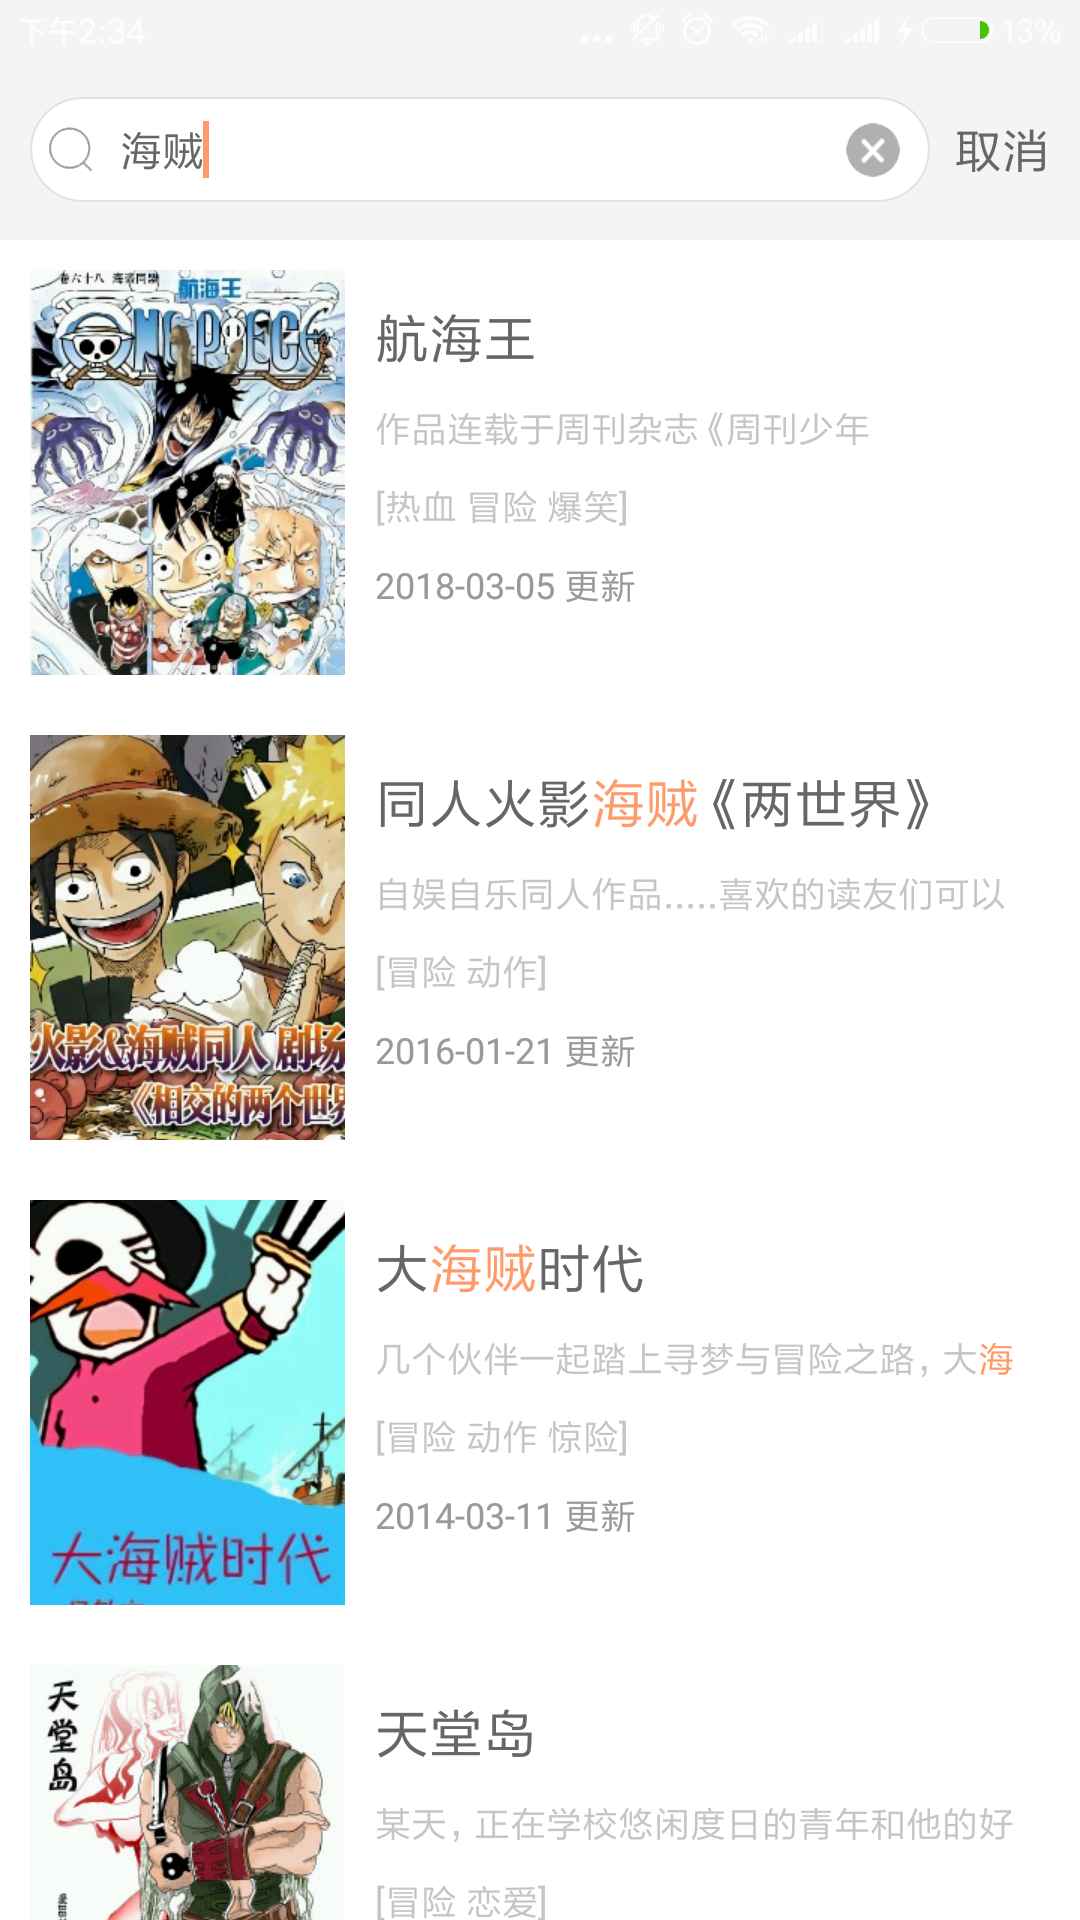 下午2:34
13%
海贼
取消
卷六十八 海盗同盟
航海王
ONE PIECE
航海王
作品连载于周刊杂志《周刊少年
[热血 冒险 爆笑]
2018-03-05 更新
火影&海贼同人 剧场
《相交的两个世界
同人火影海贼《两世界》
自娱自乐同人作品.....喜欢的读友们可以
[冒险 动作]
2016-01-21 更新
大海贼时代
大海贼时代
几个伙伴一起踏上寻梦与冒险之路，大海
[冒险 动作 惊险]
2014-03-11 更新
天堂岛
天堂岛
某天，正在学校悠闲度日的青年和他的好
[冒险 恋爱]